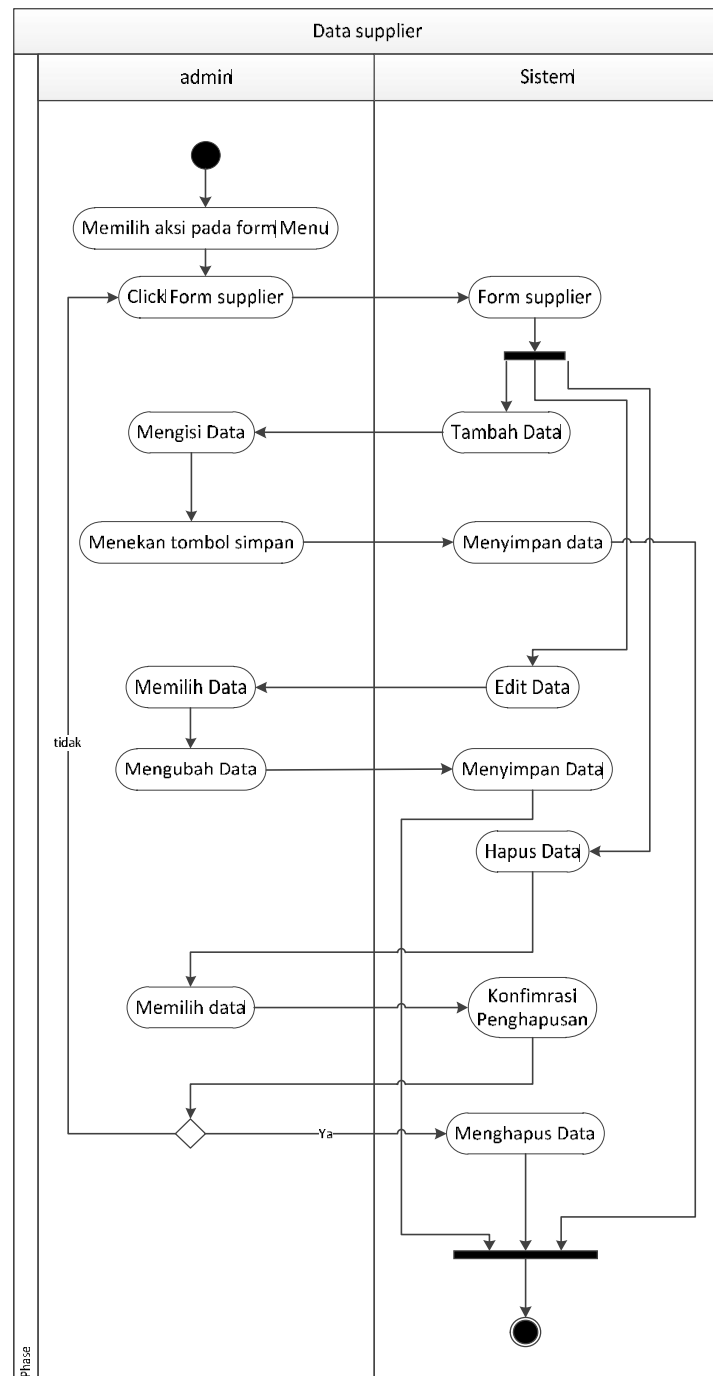 Data supplier
admin
Sistem
Memilih aksi pada form Menu
Click Form supplier
Form supplier
Mengisi Data
Tambah Data
Menekan tombol simpan
Menyimpan data
Memilih Data
Edit Data
tidak
Mengubah Data
Menyimpan Data
Hapus Data
Memilih data
Konfimrasi
Penghapusan
Ya
Menghapus Data
Phase